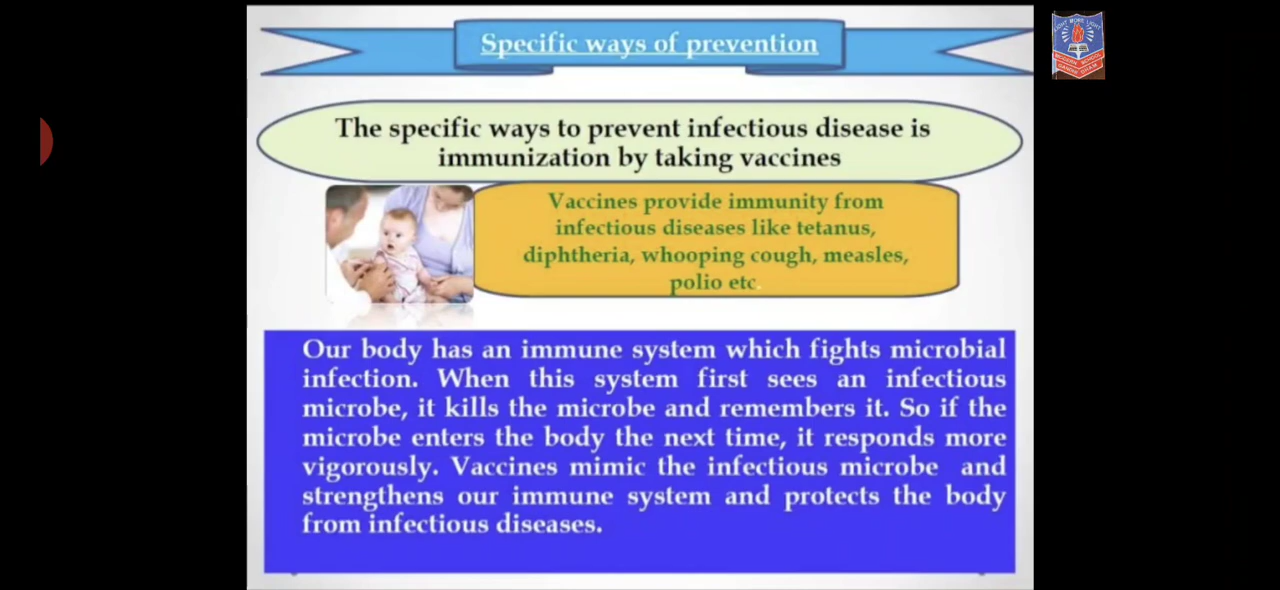 Specific ways of prevention
The specific ways to prevent infectious disease is
immunization by taking vaccines
Vaccines provide immunity from
infectious diseases like tetanus,
diphtheria, whooping cough, measles,
polio etc.
Our body has an immune system which fights microbial
infection. When this system first sees an infectious
microbe, it kills the microbe and remembers it. So if the
microbe enters the body the next time, it responds more
vigorously. Vaccines mimic the infectious microbe and
strengthens our immune system and protects the body
from infectious diseases.
MODERN SCHOOL